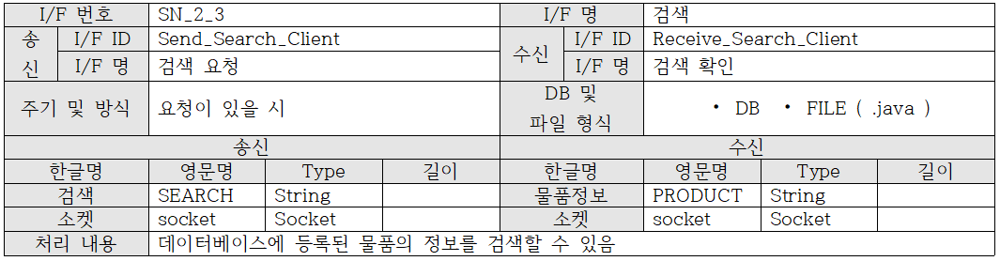 I/F 번호 SN_2_3 I/F 명 검색
송신 I/F ID Send_Search_Client 수신 I/F ID Receive_Search_Client
I/F 명 검색 요청 I/F 명 검색 확인
주기 및 방식 요청이 있을 시 DB 및 파일 형식 • DB • FILE ( .java )
송신 수신
한글명 영문명 Type 길이 한글명 영문명 Type 길이
검색 SEARCH String 물품정보 PRODUCT String
소켓 socket Socket 소켓 socket Socket
처리 내용 데이터베이스에 등록된 물품의 정보를 검색할 수 있음